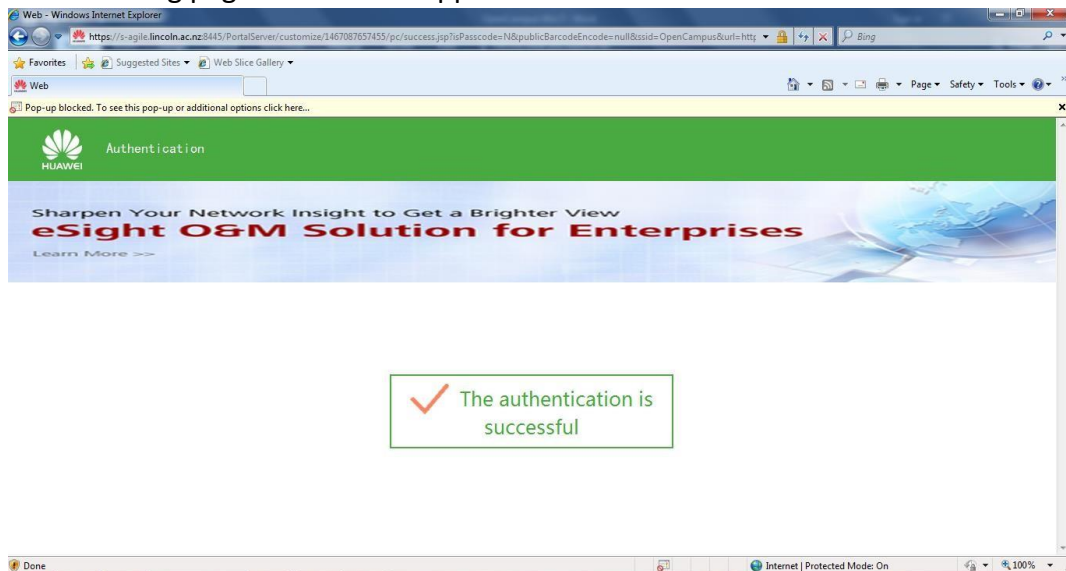 Web - Windows Internet Explorer
https://s-agile.lincoln.ac.nz:8445/PortalServer/customize/1467087657455/pc/success.jsp?isPasscode=N&publicBarcodeEncode=null&ssid=OpenCampus&url=http
Bing
Favorites Suggested Sites Web Slice Gallery
Web
Page Safety Tools
Pop-up blocked. To see this pop-up or additional options click here...
Authentication
HUAWEI
Sharpen Your Network Insight to Get a Brighter View
eSight O&M Solution for Enterprises
Learn More >>
The authentication is
successful
Done Internet | Protected Mode: On 100%